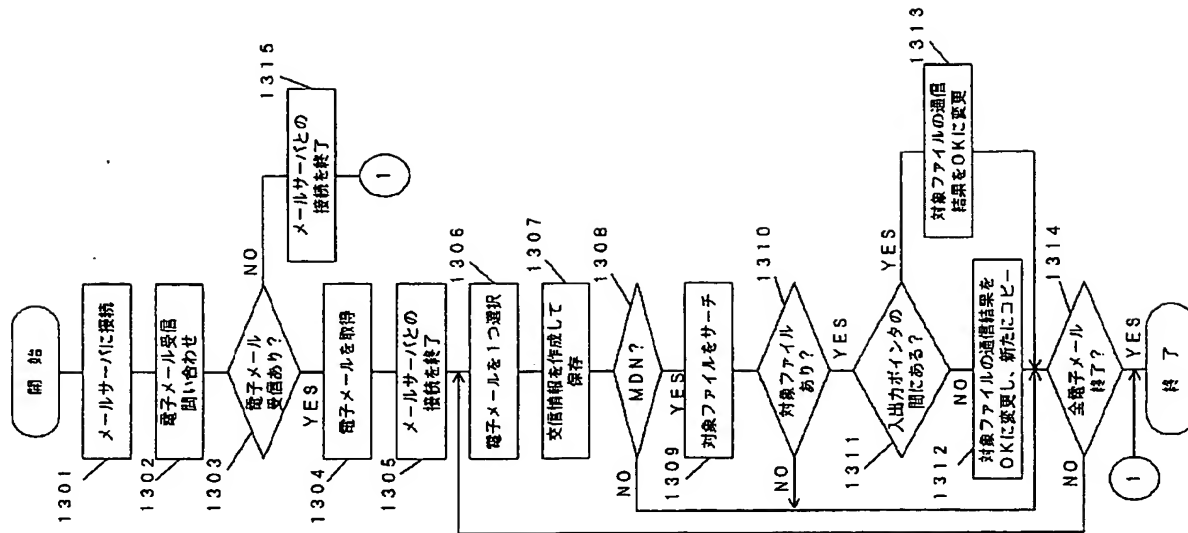 開 始
1301
メールサーバに接続
1302
電子メール受信
問い合わせ
1303
電子メール
受信あり?
NO
YES
1315
メールサーバとの
接続を終了
1
1304
電子メールを取得
1305
メールサーバとの
接続を終了
1306
電子メールを1つ選択
1307
交信情報を作成して
保存
1308
MDN?
NO
YES
1309
対象ファイルをサーチ
1310
対象ファイル
あり?
NO
YES
1311
入出力ポインタの
間にある?
YES
NO
1313
対象ファイルの通信
結果をOKに変更
1312
対象ファイルの通信結果を
OKに変更し、新たにコピー
1314
全電子メール
終了?
NO
YES
1
終 了